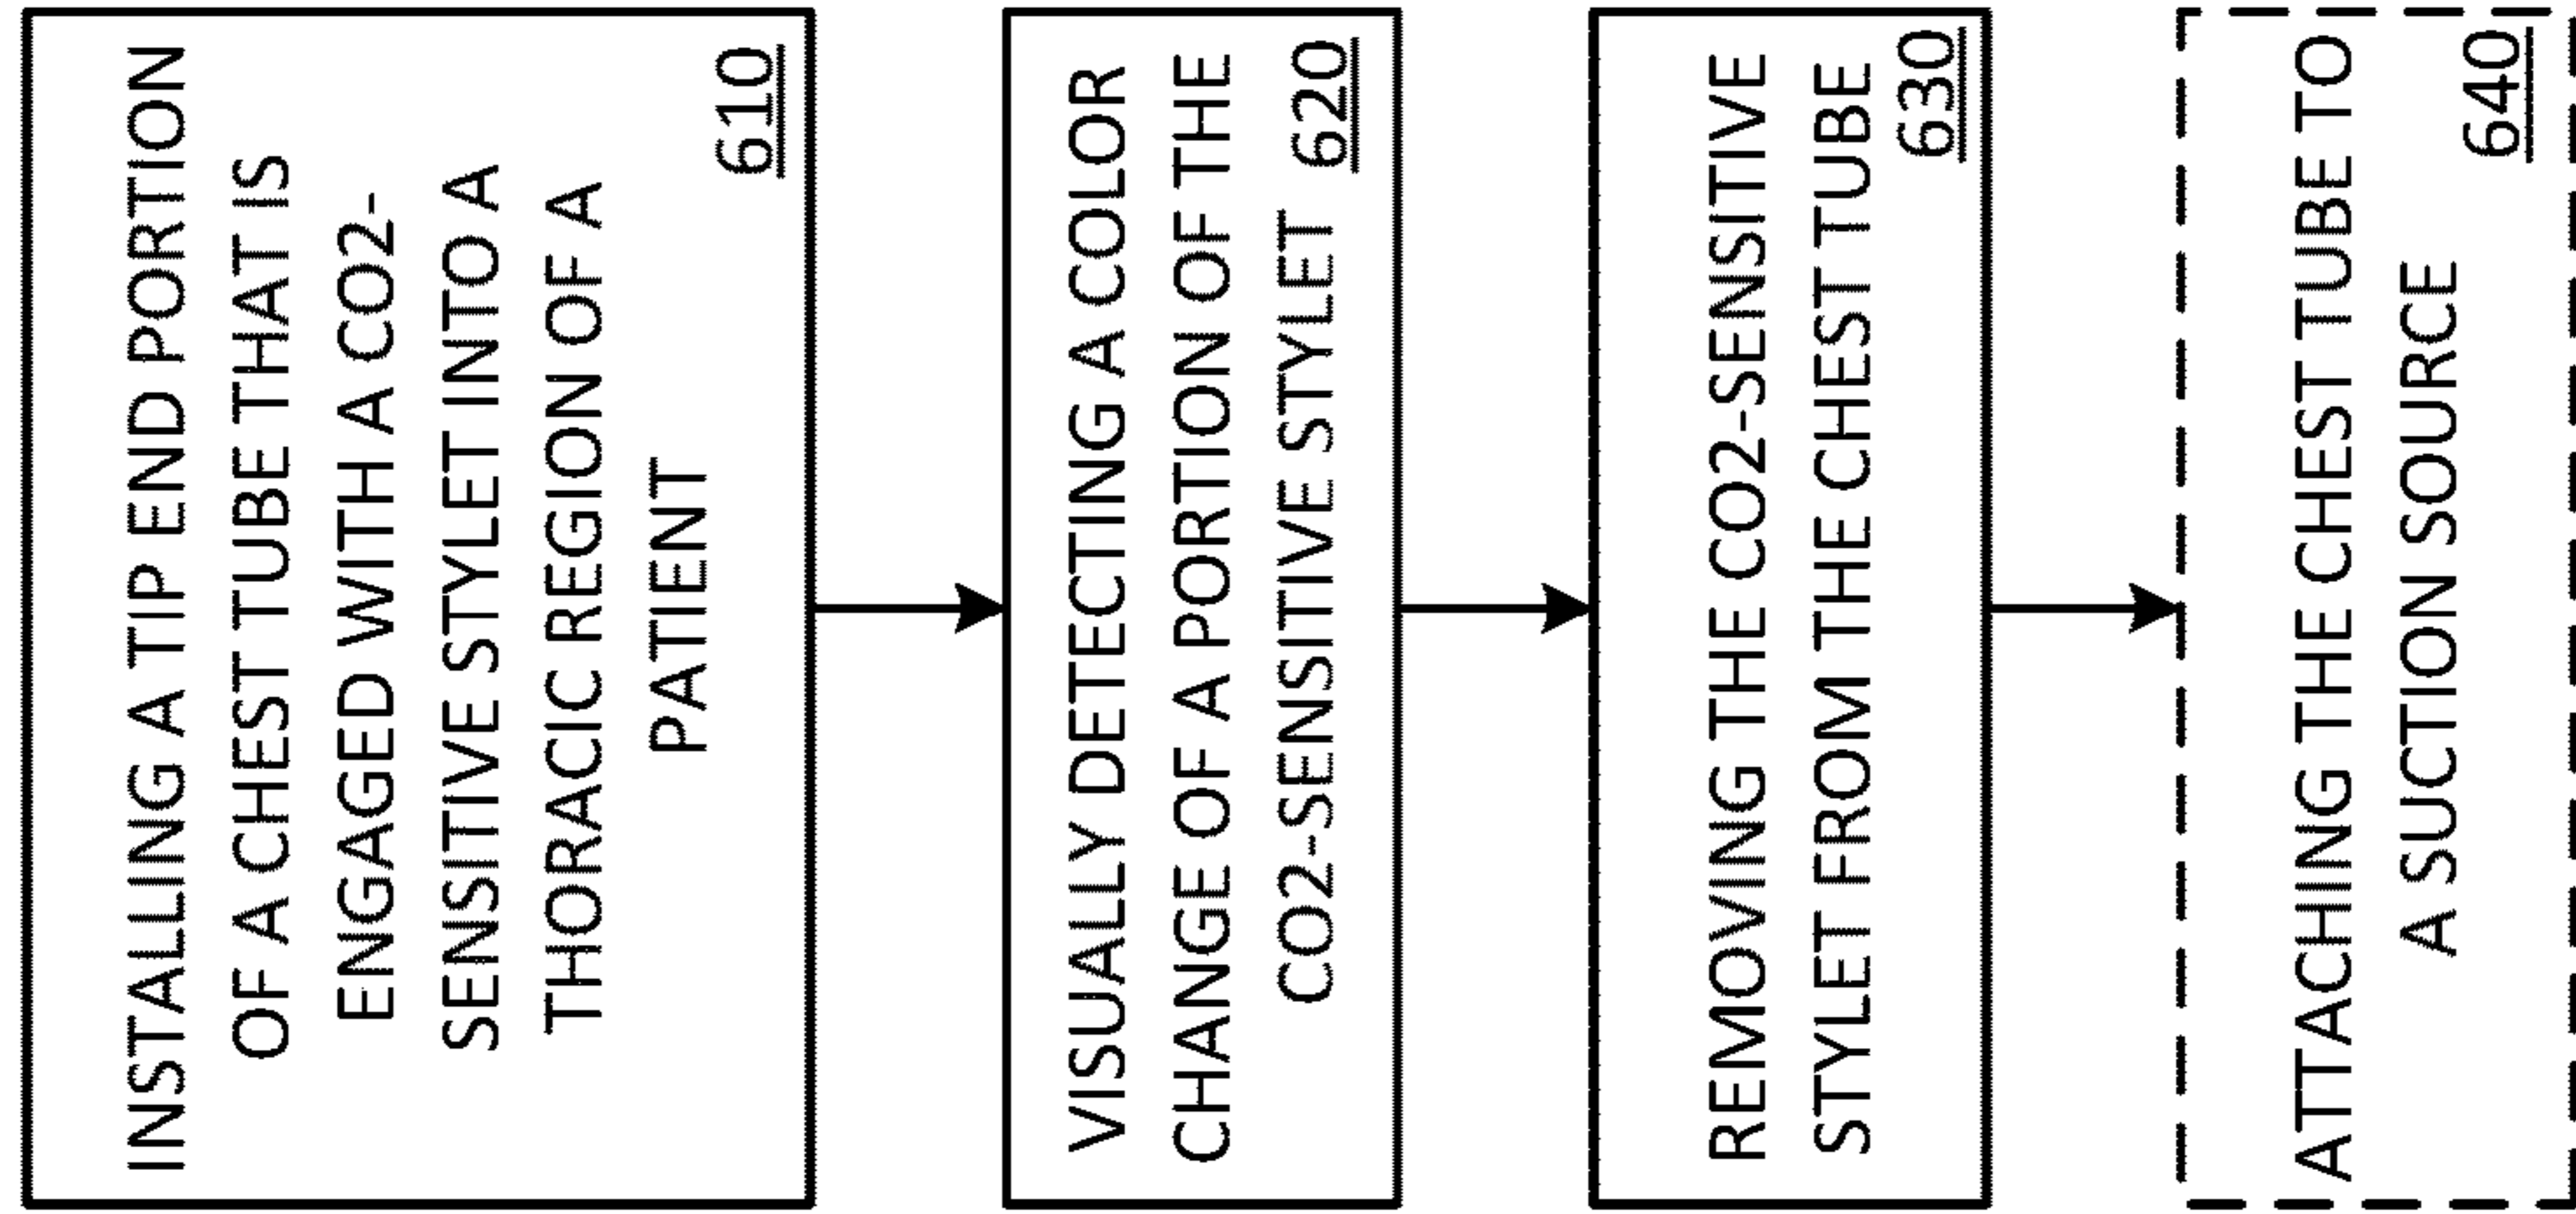 INSTALLING A TIP END PORTION
OF A CHEST TUBE THAT IS
ENGAGED WITH A CO2-
SENSITIVE STYLET INTO A
THORACIC REGION OF A
PATIENT
610
VISUALLY DETECTING A COLOR
CHANGE OF A PORTION OF THE
CO2-SENSITIVE STYLET 620
REMOVING THE CO2-SENSITIVE
STYLET FROM THE CHEST TUBE
630
ATTACHING THE CHEST TUBE TO
A SUCTION SOURCE
640